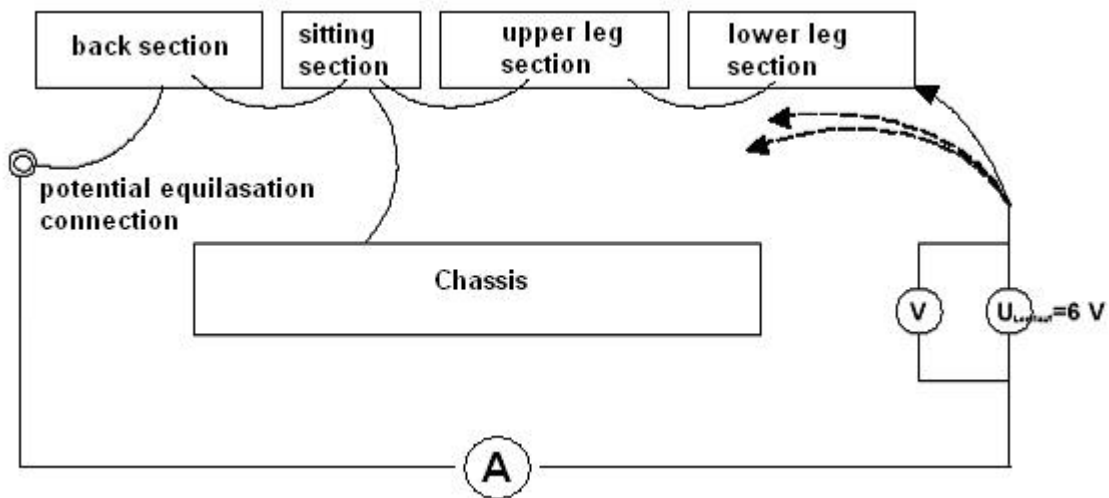 back section
sitting
section
upper leg
section
lower leg
section
potential equilasation
connection
Chassis
V
U =6 V
A